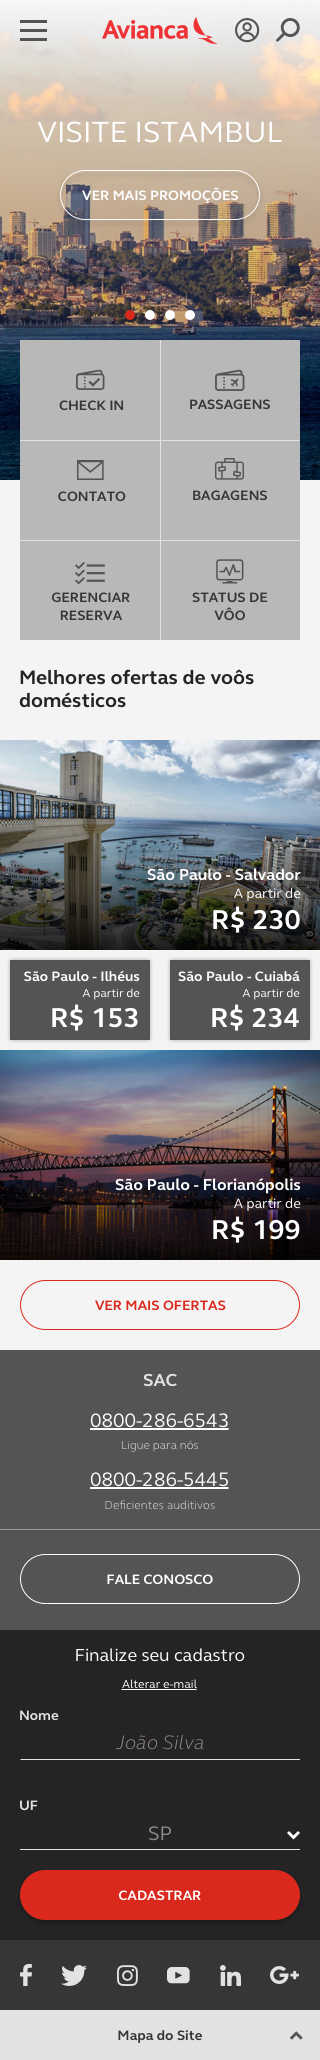 Avianca
VISITE ISTAMBUL
VER MAIS PROMOÇÕES
CHECK IN
PASSAGENS
CONTATO
BAGAGENS
GERENCIAR
RESERVA
STATUS DE
VÔO
Melhores ofertas de voôs
domésticos
São Paulo - Salvador
A partir de
R$ 230
São Paulo - Ilhéus
A partir de
R$ 153
São Paulo - Cuiabá
A partir de
R$ 234
São Paulo - Florianópolis
A partir de
R$ 199
VER MAIS OFERTAS
SAC
0800-286-6543
Ligue para nós
0800-286-5445
Deficientes auditivos
FALE CONOSCO
Finalize seu cadastro
Alterar e-mail
Nome
João Silva
UF
SP
CADASTRAR
Mapa do Site